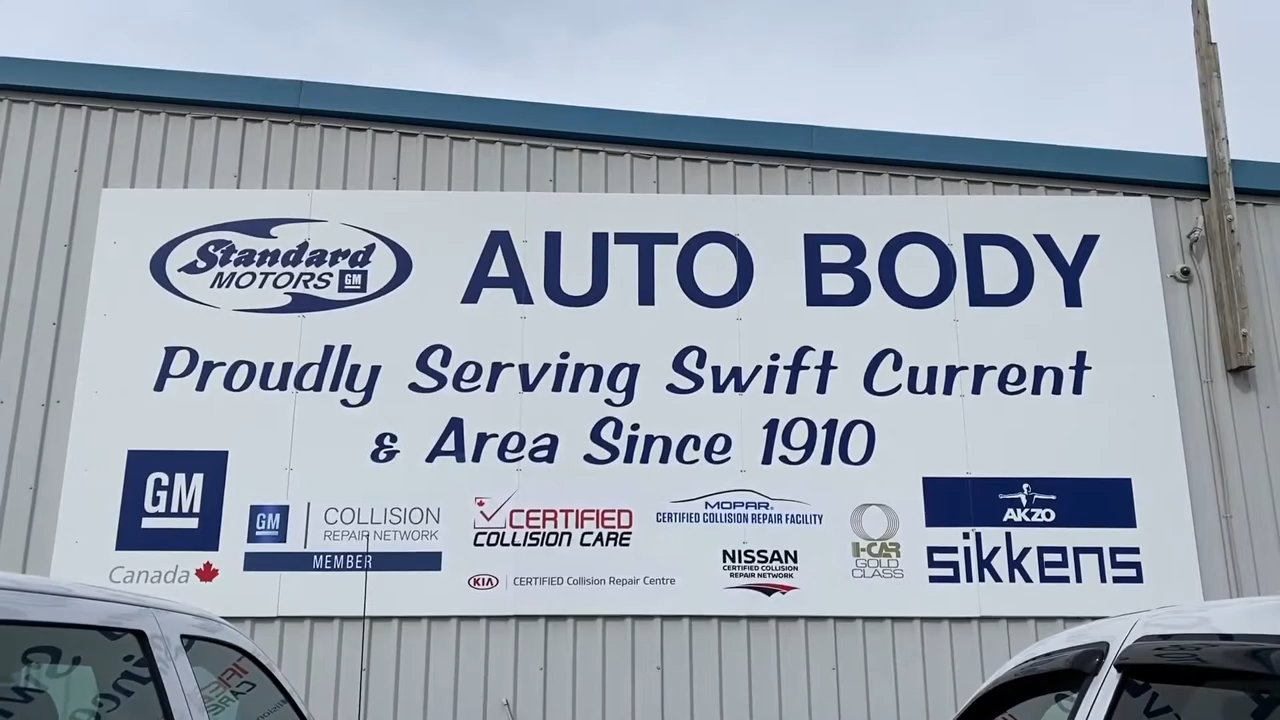 Standard
MOTORS GM
AUTO BODY
Proudly Serving Swift Current
& Area Since 1910
GM
Canada
GM
COLLISION
REPAIR NETWORK
MEMBER
CERTIFIED
COLLISION CARE
KIA CERTIFIED Collision Repair Centre
MOPAR
CERTIFIED COLLISION REPAIR FACILITY
NISSAN
CERTIFIED COLLISION
REPAIR NETWORK
I-CAR
GOLD
CLASS
AKZO
sikkens